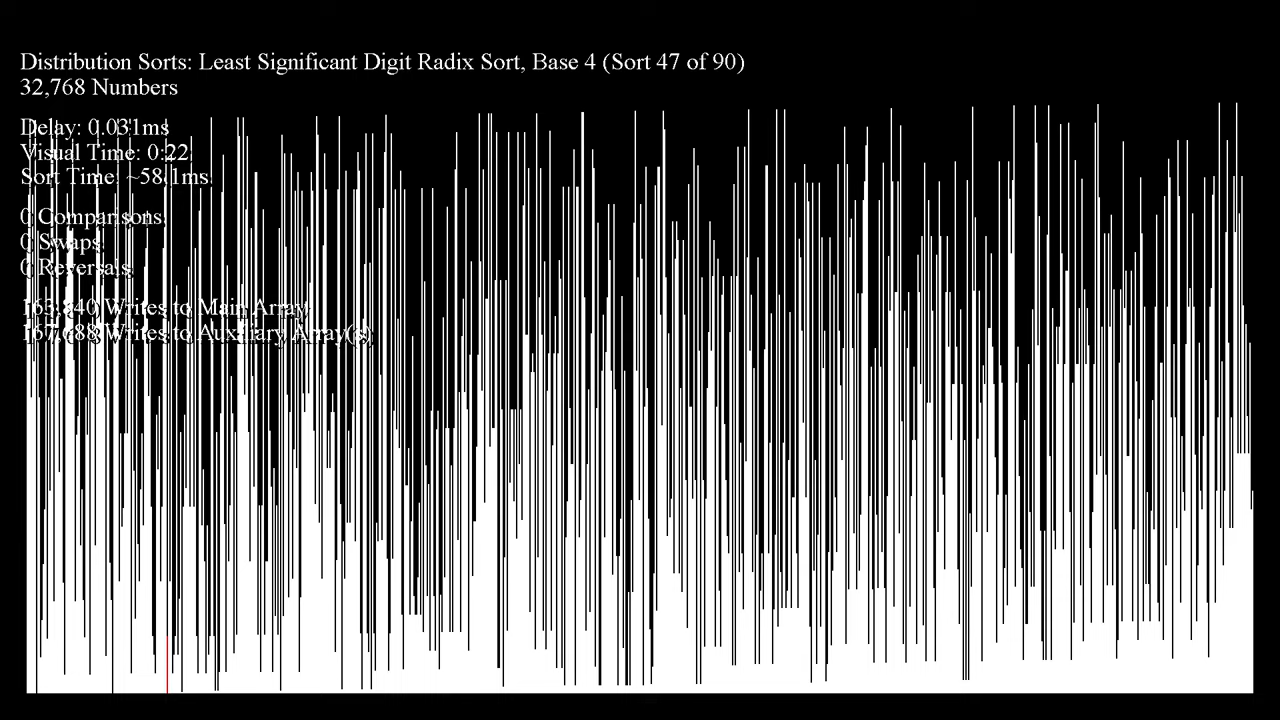 Distribution Sorts: Least Significant Digit Radix Sort, Base 4 (Sort 47 of 90)
32,768 Numbers
Delay: 0.031ms
Visual Time: 0:22
Sort Time: ~58.1ms
0 Comparisons
0 Swaps
0 Reversals
163,840 Writes to Main Array
Writes to Auxiliary Array(s)